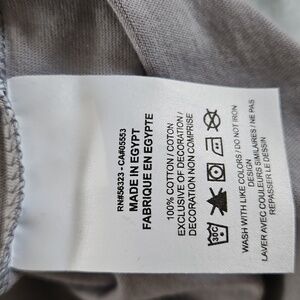 RN#56323 - CA#05553
MADE IN EGYPT
FABRIQUE EN EGYPTE
100% COTTON / COTON
EXCLUSIVE OF DECORATION /
DECORATION NON COMPRISE
30C
WASH WITH LIKE COLORS / DO NOT IRON
DESIGN
LAVER AVEC COULEURS SIMILAIRES / NE PAS
REPASSER LE DESSIN